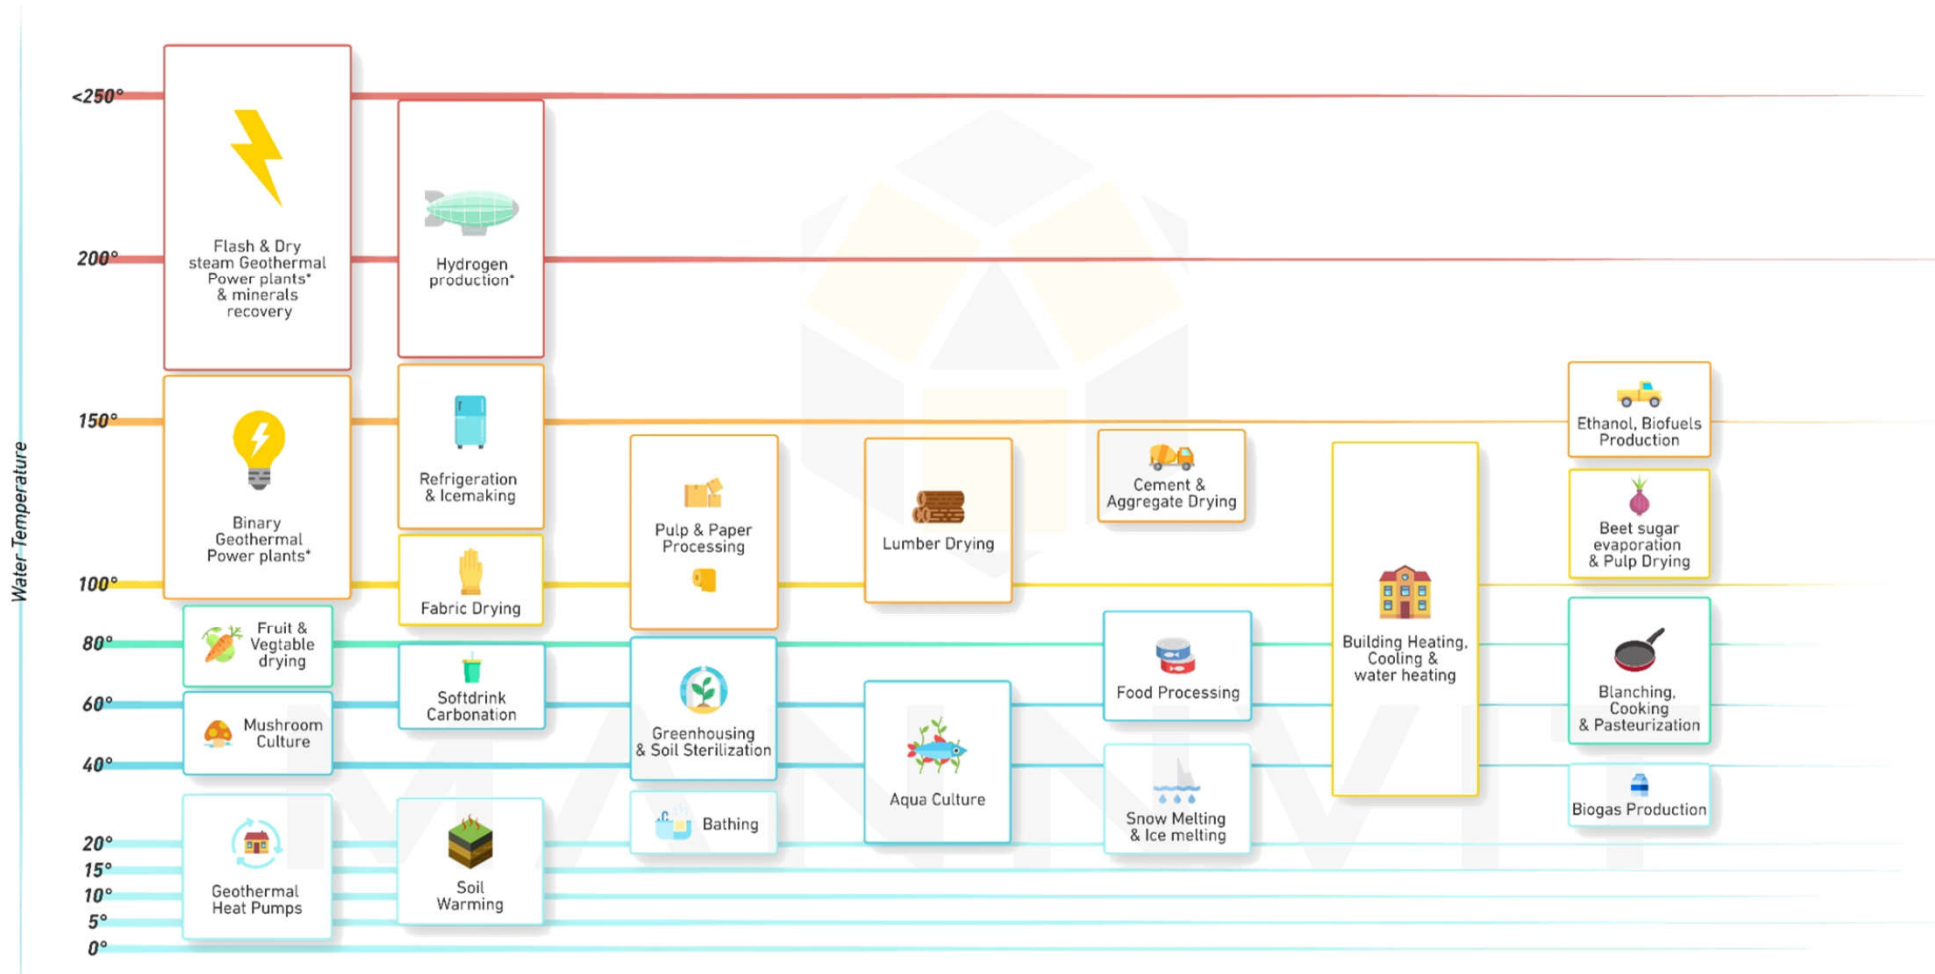 Water Temperature
<250°
200°
150°
100°
80°
60°
40°
20°
15°
10°
5°
0°
Flash & Dry
steam Geothermal
Power plants*
& minerals
recovery
Binary
Geothermal
Power plants*
Fruit &
Vegtable
drying
Mushroom
Culture
Geothermal
Heat Pumps
Hydrogen
production*
Refrigeration
& Icemaking
Fabric Drying
Softdrink
Carbonation
Soil
Warming
Pulp & Paper
Processing
Greenhousing
& Soil Sterilization
Bathing
Lumber Drying
Aqua Culture
Cement &
Aggregate Drying
Food Processing
Snow Melting
& Ice melting
Building Heating,
Cooling &
water heating
Ethanol, Biofuels
Production
Beet sugar
evaporation
& Pulp Drying
Blanching,
Cooking
& Pasteurization
Biogas Production
MANNVIT